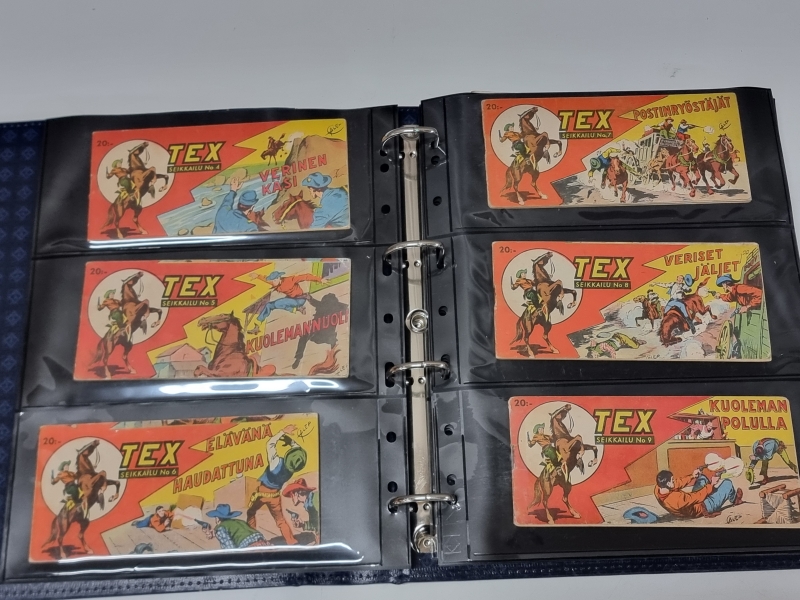 20:-
TEX
SEIKKAILU No 4
VERINEN
KÄSI
20:-
TEX
SEIKKAILU No 5
KUOLEMANNUOLI
20:-
TEX
SEIKKAILU No 6
ELÄVÄNÄ
HAUDATTUNA
20:-
TEX
SEIKKAILU No 7
POSTINRYÖSTÄJÄT
20:-
TEX
SEIKKAILU No 8
VERISET
JÄLJET
20:-
TEX
SEIKKAILU No 9
KUOLEMAN
POLULLA